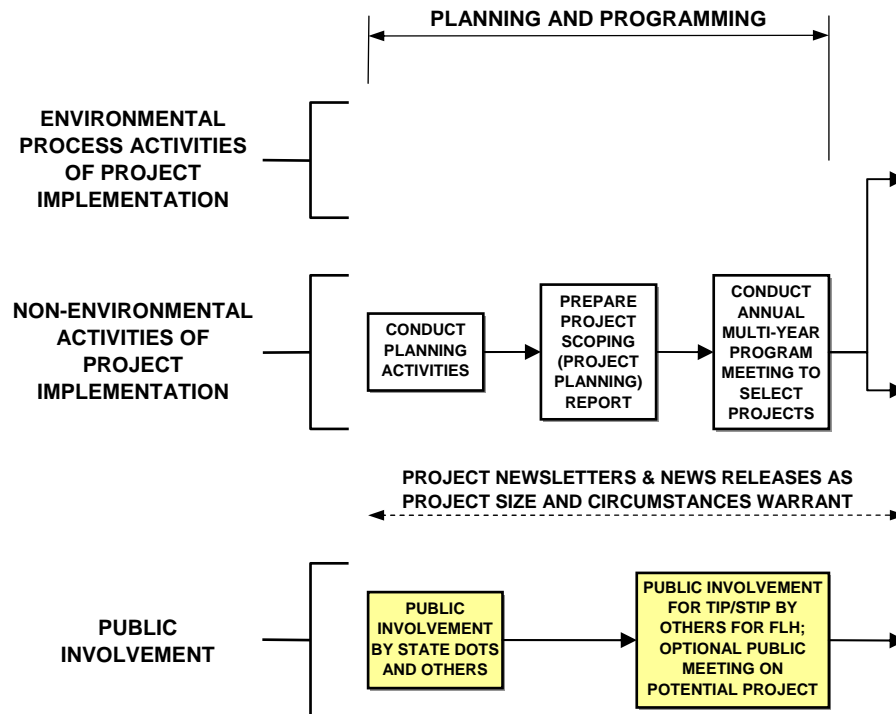 PLANNING AND PROGRAMMING
ENVIRONMENTAL
PROCESS ACTIVITIES
OF PROJECT
IMPLEMENTATION
NON-ENVIRONMENTAL
ACTIVITIES OF
PROJECT
IMPLEMENTATION
CONDUCT
PLANNING
ACTIVITIES
PREPARE
PROJECT
SCOPING
(PROJECT
PLANNING)
REPORT
CONDUCT
ANNUAL
MULTI-YEAR
PROGRAM
MEETING TO
SELECT
PROJECTS
PROJECT NEWSLETTERS & NEWS RELEASES AS
PROJECT SIZE AND CIRCUMSTANCES WARRANT
PUBLIC
INVOLVEMENT
PUBLIC
INVOLVEMENT
BY STATE DOTS
AND OTHERS
PUBLIC INVOLVEMENT
FOR TIP/STIP BY
OTHERS FOR FLH;
OPTIONAL PUBLIC
MEETING ON
POTENTIAL PROJECT